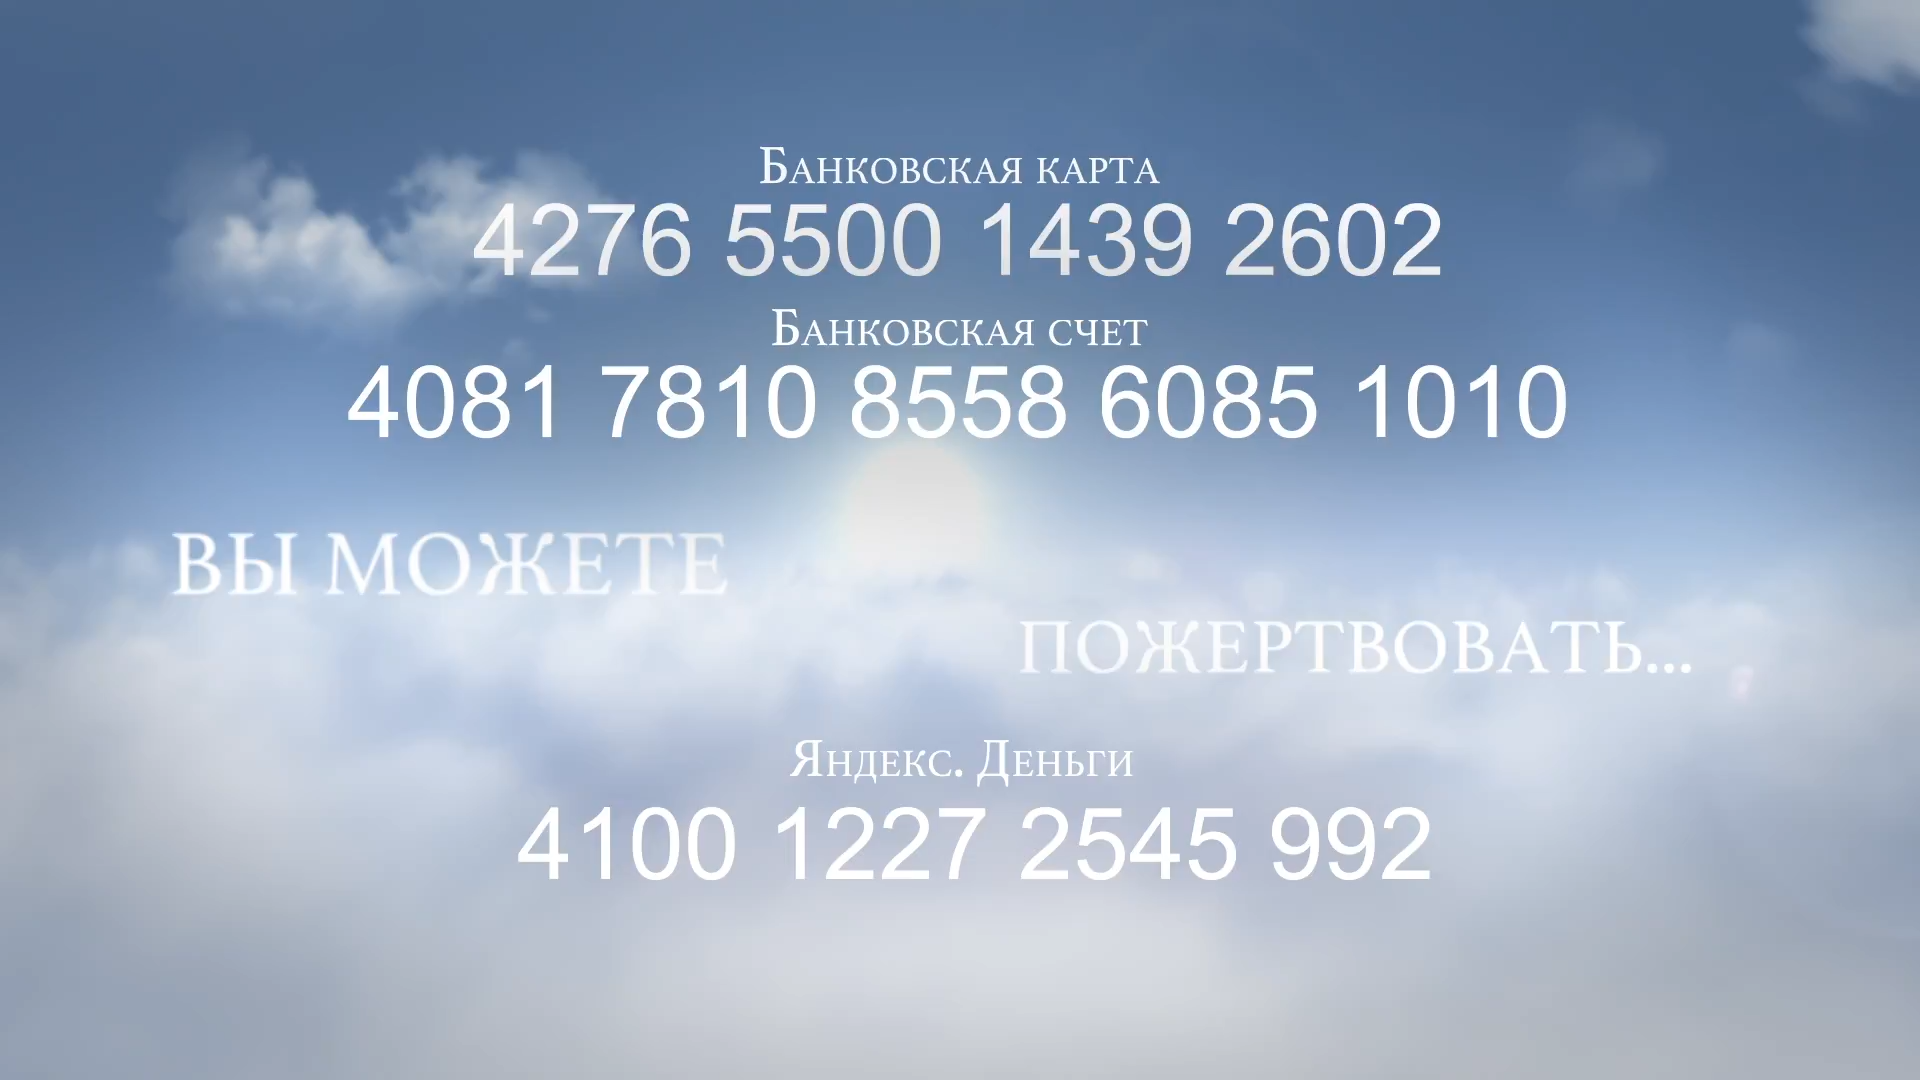 Банковская карта
4276 5500 1439 2602
Банковская счет
4081 7810 8558 6085 1010
ВЫ МОЖЕТЕ
ПОЖЕРТВОВАТЬ...
Яндекс. Деньги
4100 1227 2545 992